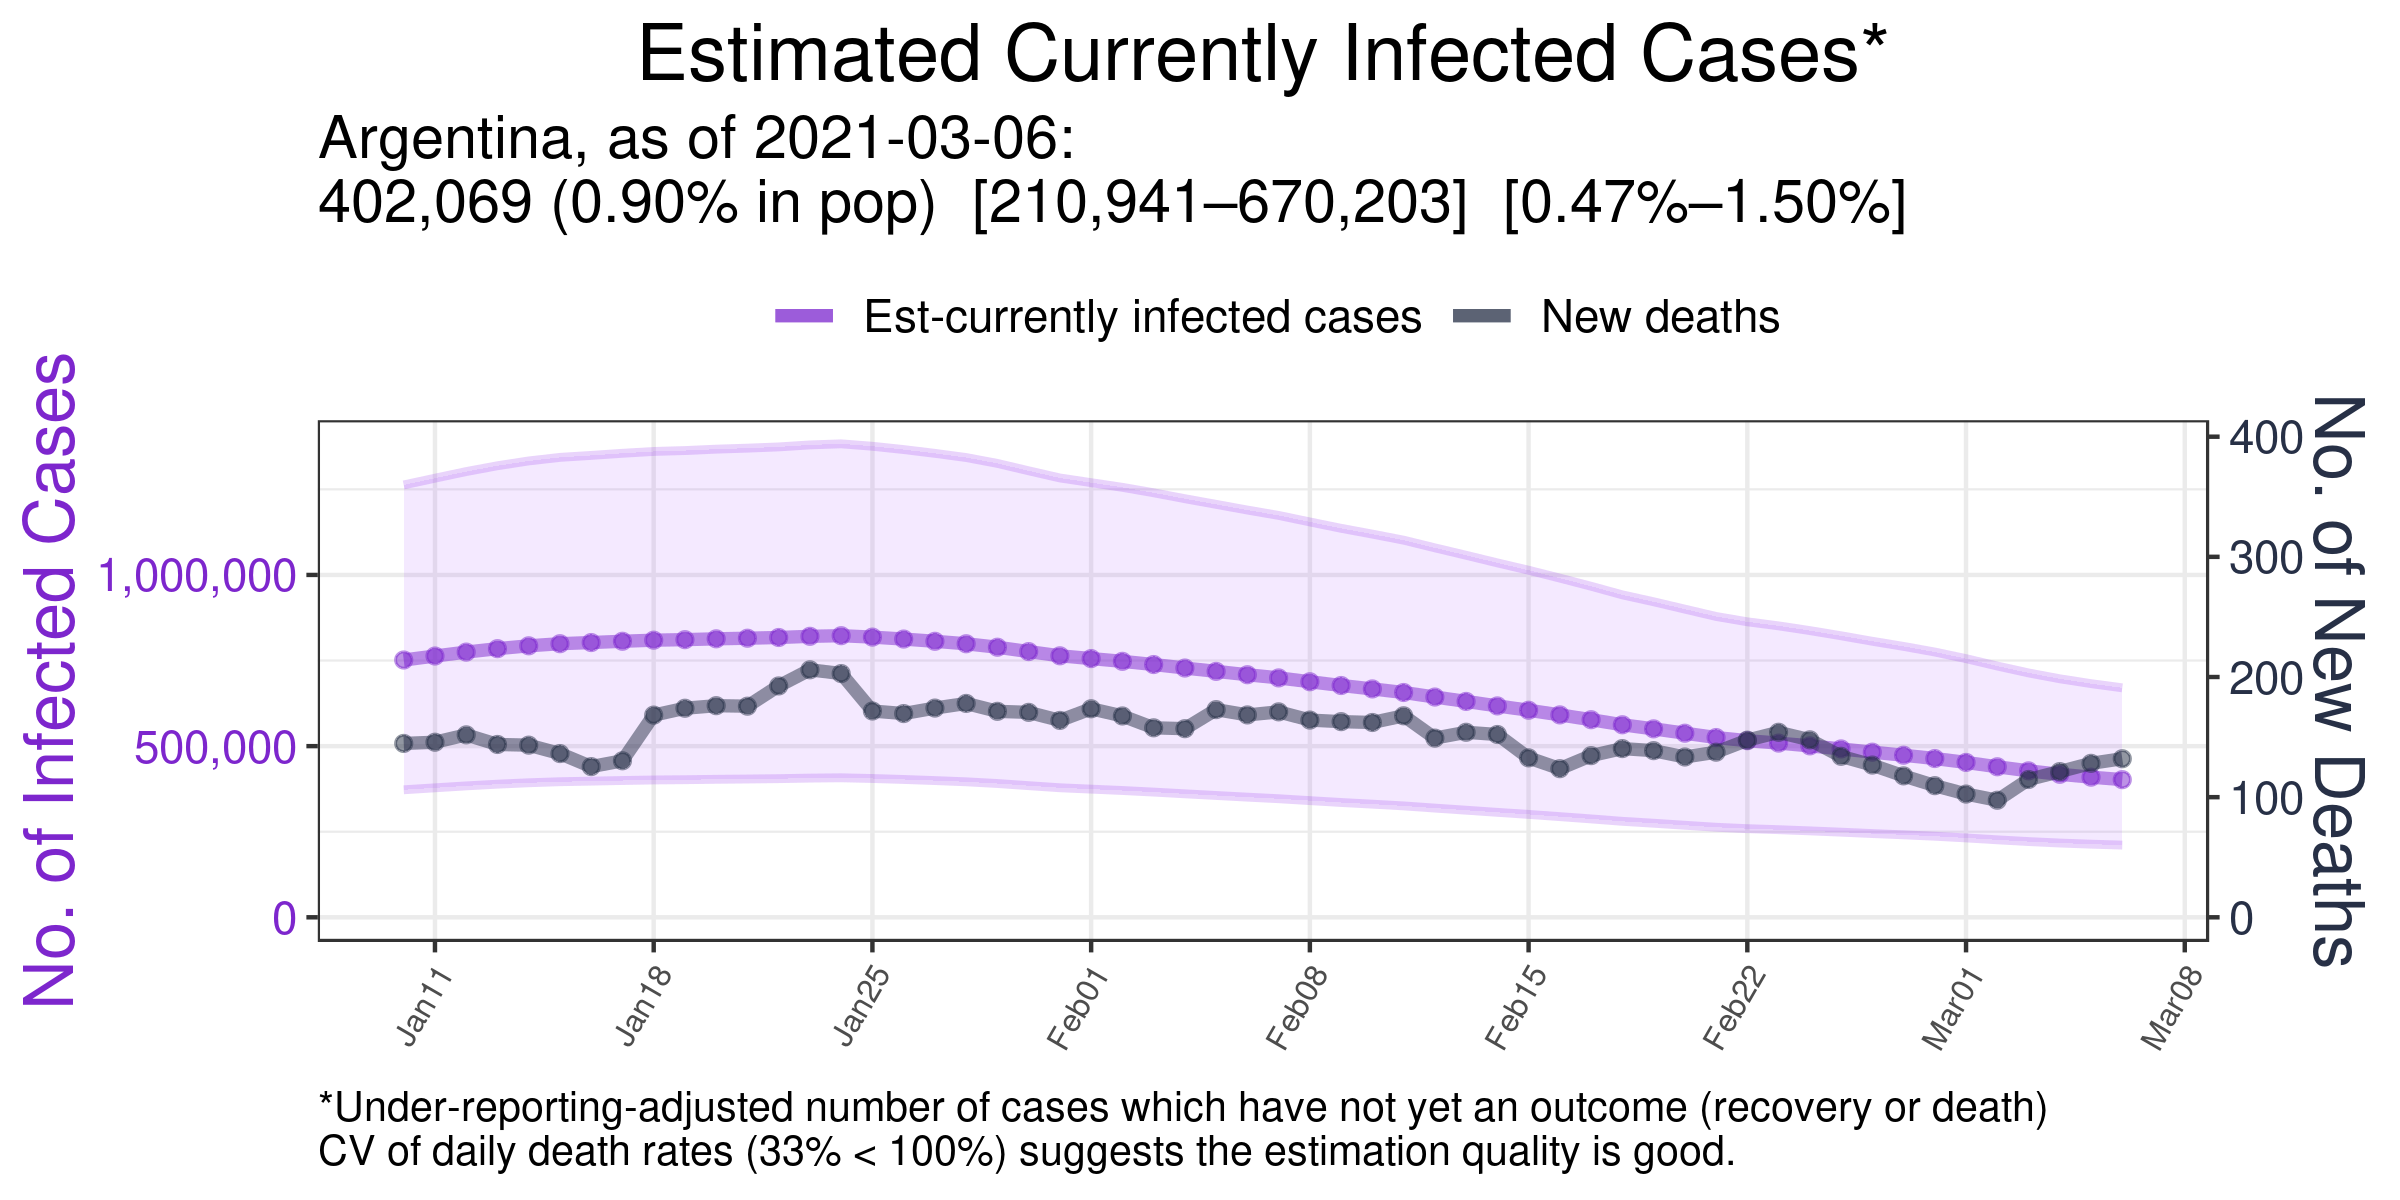 Estimated Currently Infected Cases*
Argentina, as of 2021-03-06:
402,069 (0.90% in pop)  [210,941–670,203]  [0.47%–1.50%]
Est-currently infected cases
New deaths
No. of Infected Cases
1,000,000
500,000
0
400
300
200
100
0
No. of New Deaths
Jan11
Jan18
Jan25
Feb01
Feb08
Feb15
Feb22
Mar01
Mar08
*Under-reporting-adjusted number of cases which have not yet an outcome (recovery or death)
CV of daily death rates (33% < 100%) suggests the estimation quality is good.